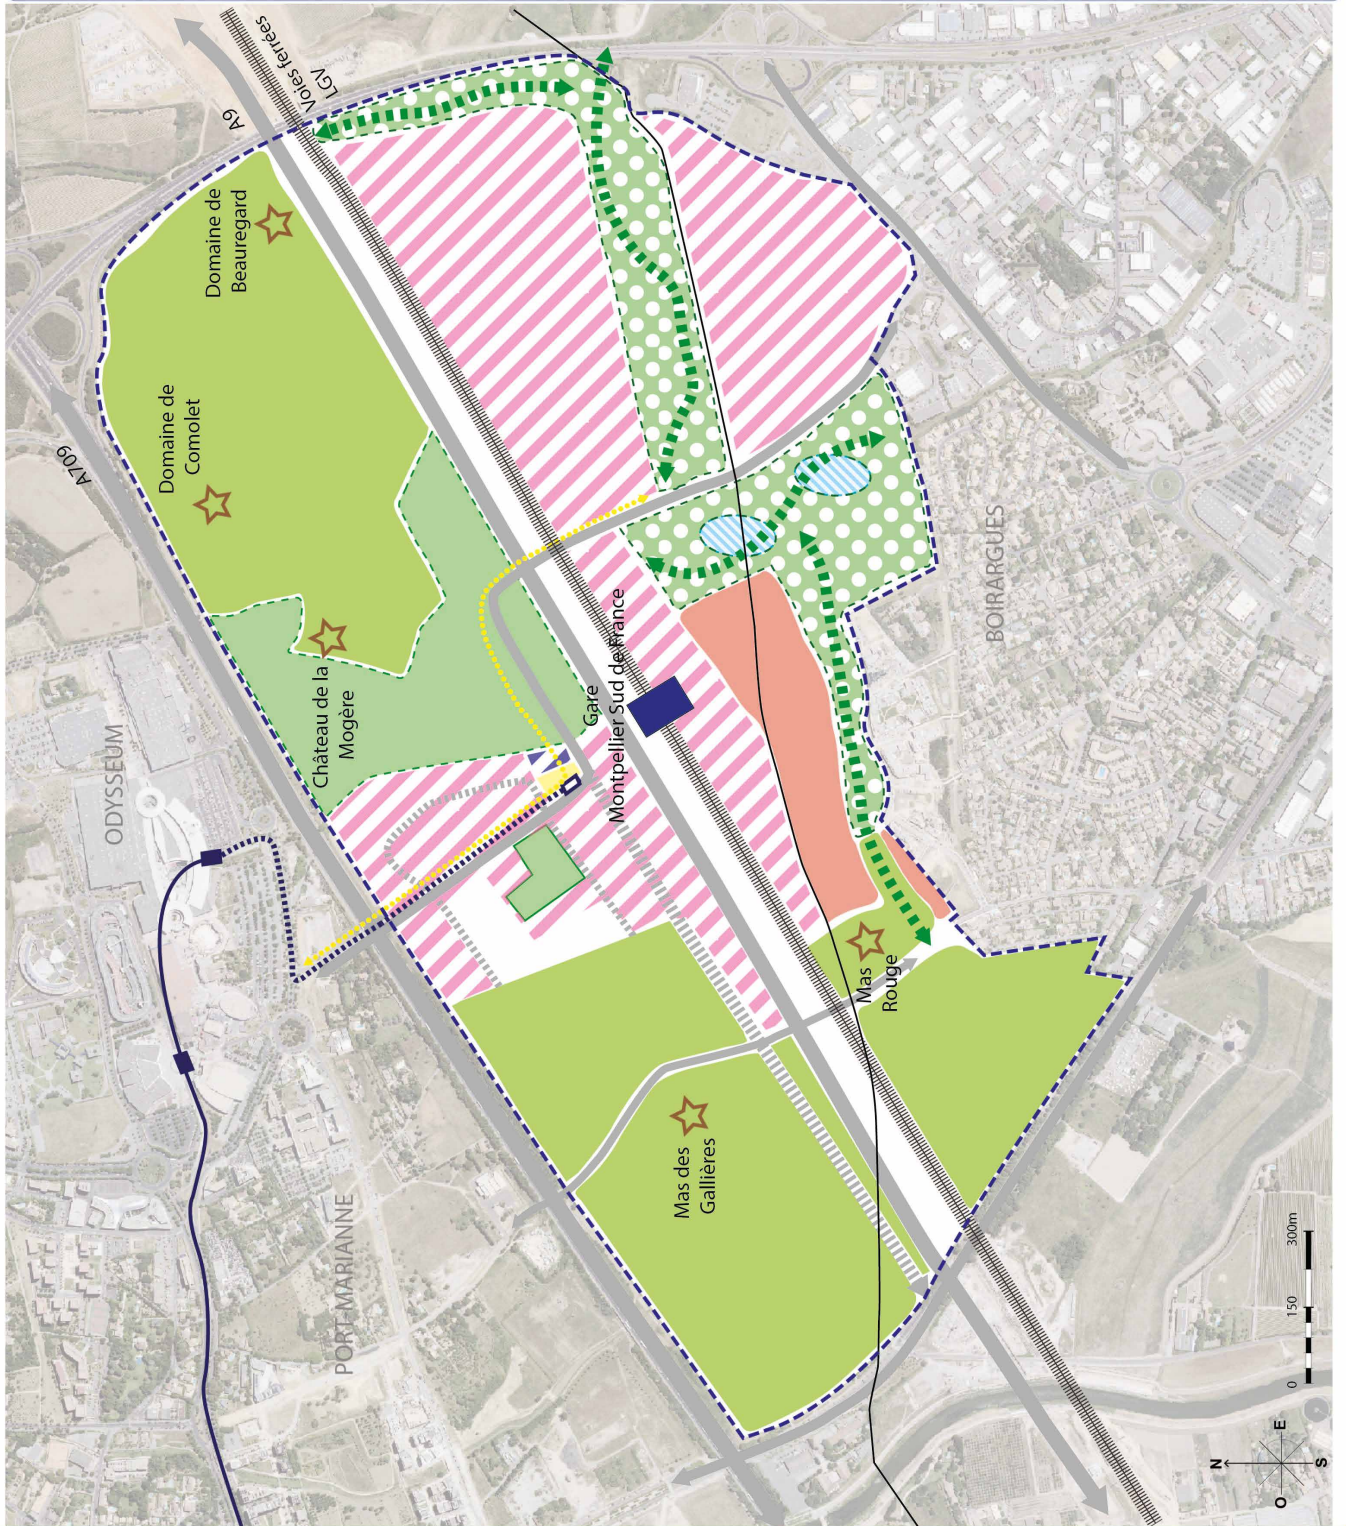 Voies ferrées
LGV
A9
Domaine de
Beauregard
Domaine de
Comolet
A709
Château de la
Mogère
ODYSSEUM
Gare
Montpellier Sud de France
BOIRARGUES
Mas
Rouge
Mas des
Gallières
PORT MARIANNE
0 150 300m
N
O E
S